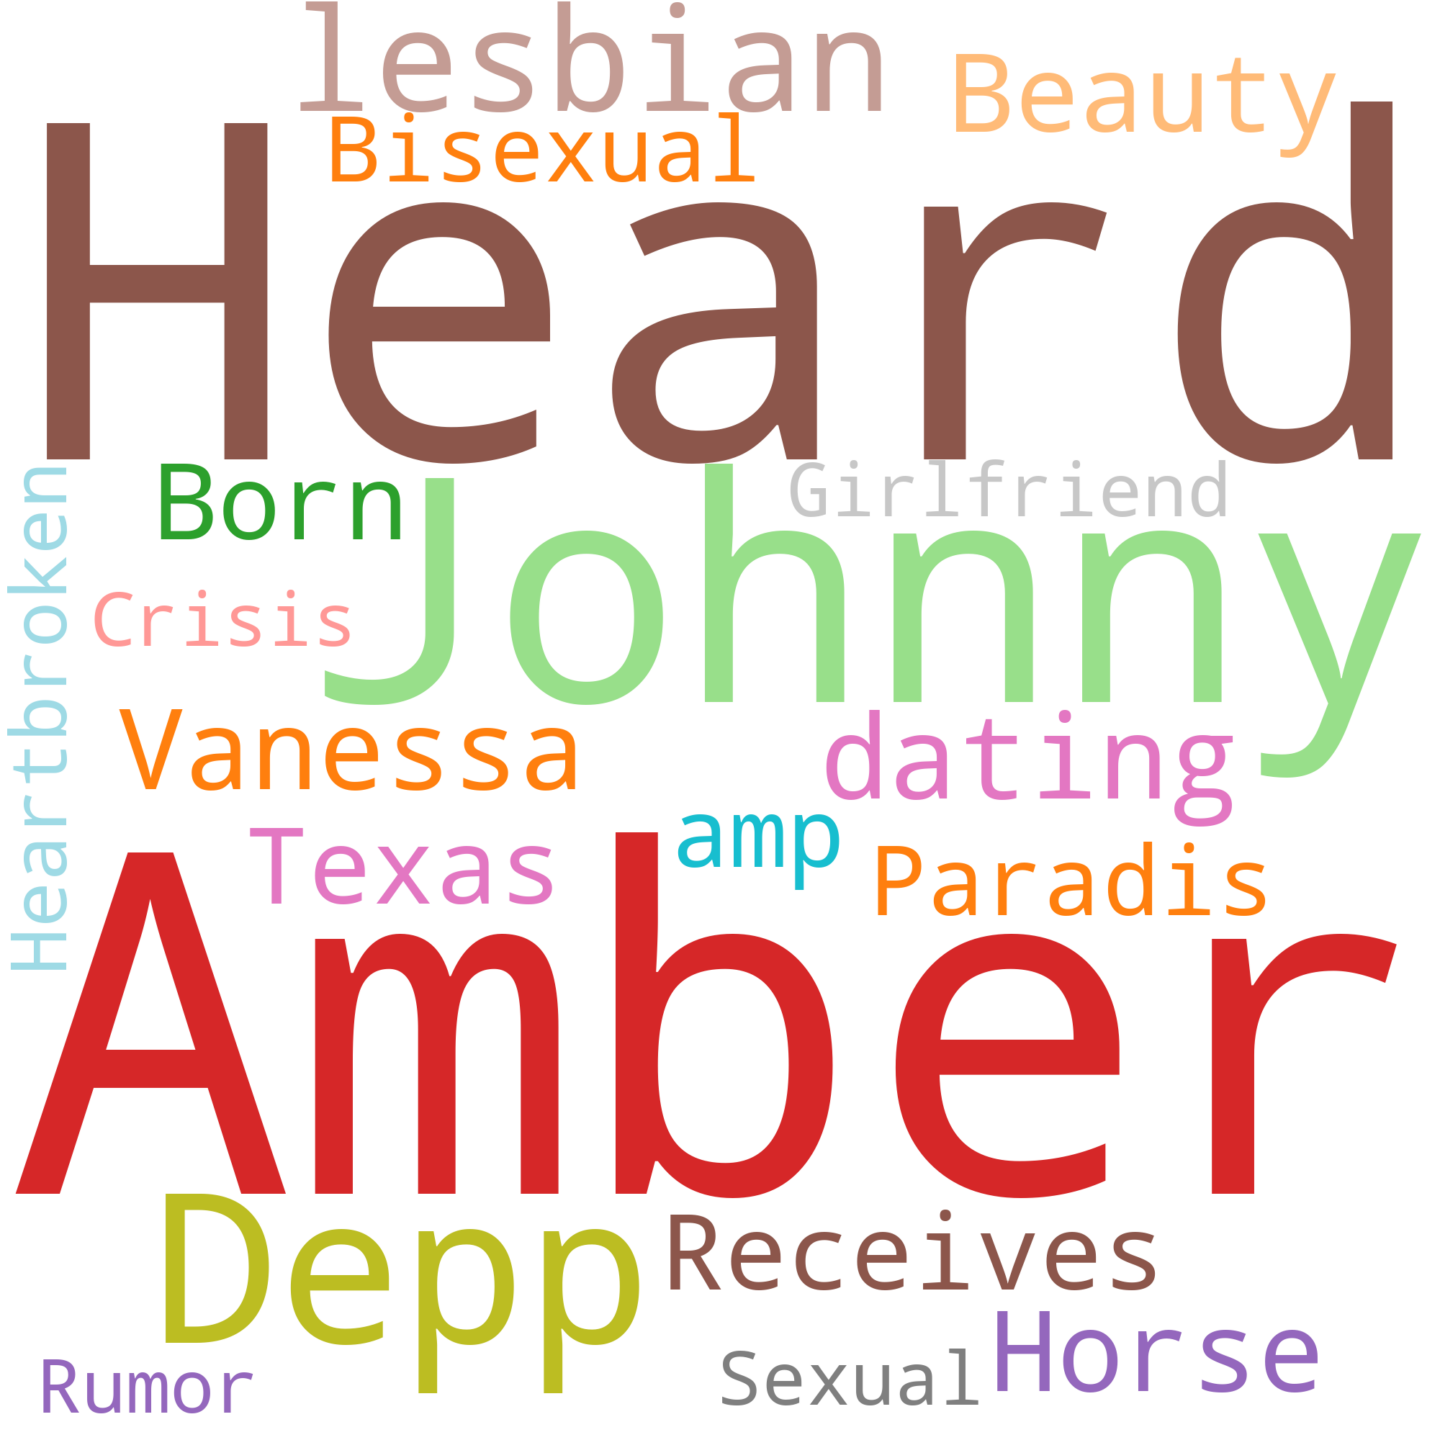 lesbian
Beauty
Bisexual
Heard
Born
Girlfriend
Johnny
Heartbroken
Crisis
Vanessa
dating
amp
Texas
Paradis
Amber
Depp
Receives
Horse
Rumor
Sexual